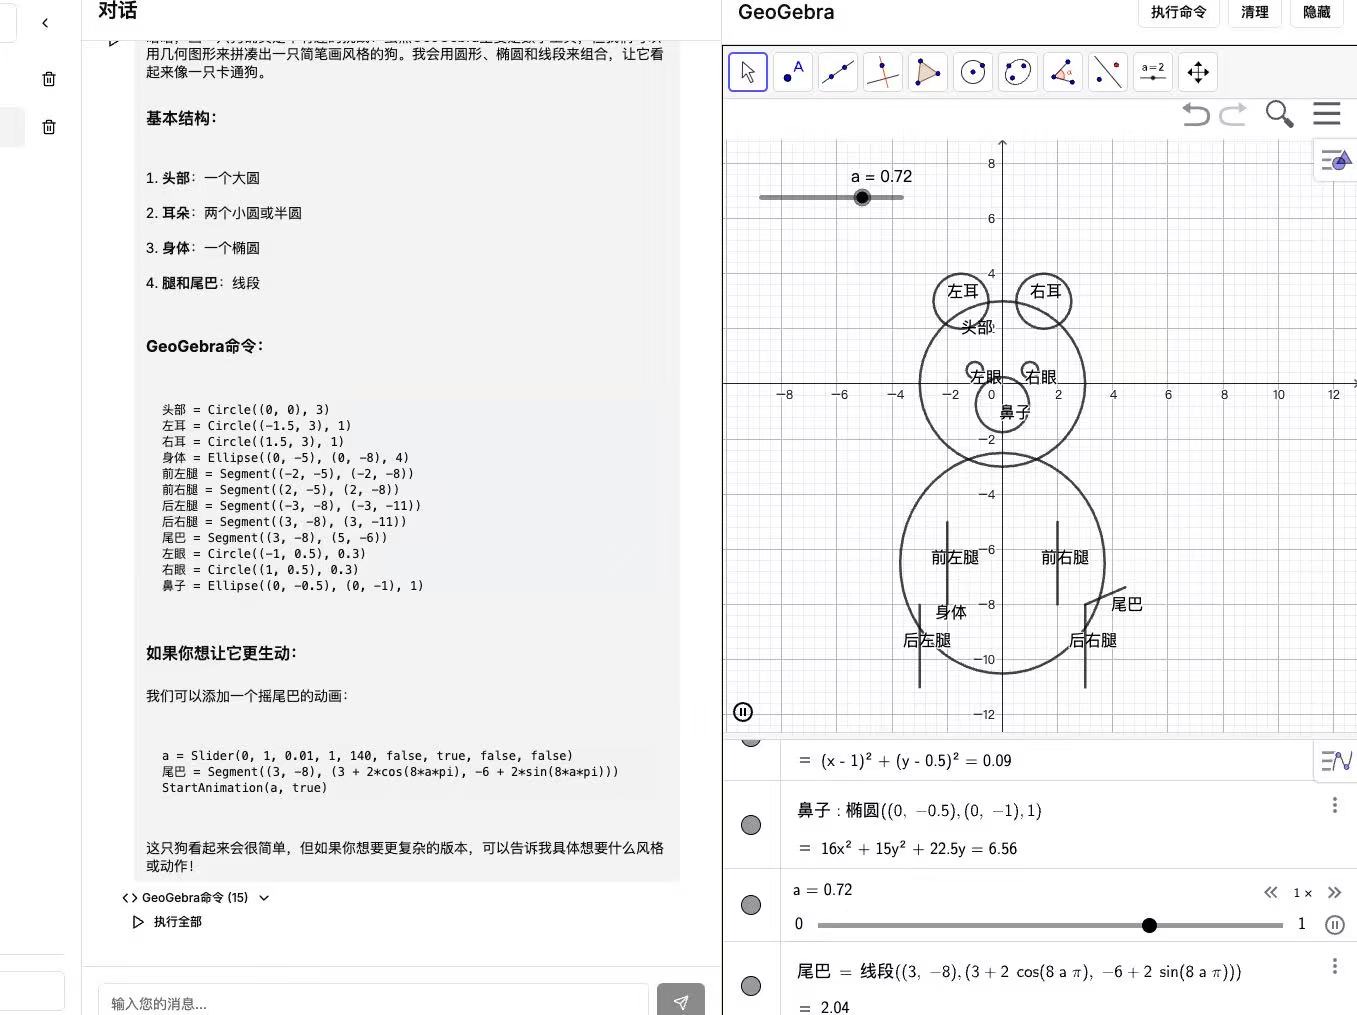 对话
用几何图形来拼凑出一只简笔画风格的狗。我会用圆形、椭圆和线段来组合，让它看
起来像一只卡通狗。
基本结构：
1. 头部：一个大圆
2. 耳朵：两个小圆或半圆
3. 身体：一个椭圆
4. 腿和尾巴：线段
GeoGebra命令：
头部 = Circle((0, 0), 3)
左耳 = Circle((-1.5, 3), 1)
右耳 = Circle((1.5, 3), 1)
身体 = Ellipse((0, -5), (0, -8), 4)
前左腿 = Segment((-2, -5), (-2, -8))
前右腿 = Segment((2, -5), (2, -8))
后左腿 = Segment((-3, -8), (-3, -11))
后右腿 = Segment((3, -8), (3, -11))
尾巴 = Segment((3, -8), (5, -6))
左眼 = Circle((-1, 0.5), 0.3)
右眼 = Circle((1, 0.5), 0.3)
鼻子 = Ellipse((0, -0.5), (0, -1), 1)
如果你想让它更生动：
我们可以添加一个摇尾巴的动画：
a = Slider(0, 1, 0.01, 1, 140, false, true, false, false)
尾巴 = Segment((3, -8), (3 + 2*cos(8*a*pi), -6 + 2*sin(8*a*pi)))
StartAnimation(a, true)
这只狗看起来会很简单，但如果你想要更复杂的版本，可以告诉我具体想要什么风格
或动作！
<> GeoGebra命令 (15)
执行全部
输入您的消息...
GeoGebra
执行命令
清理
隐藏
A
α
a=2
a = 0.72
8
6
4
左耳
右耳
2
头部
左眼
右眼
−8
−6
−4
−2
0
2
4
6
8
10
12
鼻子
−2
−4
前左腿
−6
前右腿
−8
身体
尾巴
后左腿
后右腿
−10
−12
= (x - 1)² + (y - 0.5)² = 0.09
鼻子 : 椭圆((0, −0.5), (0, −1), 1)
= 16x² + 15y² + 22.5y = 6.56
a = 0.72
1 ×
0
1
尾巴 = 线段((3, −8), (3 + 2 cos(8 a π), −6 + 2 sin(8 a π)))
= 2.04